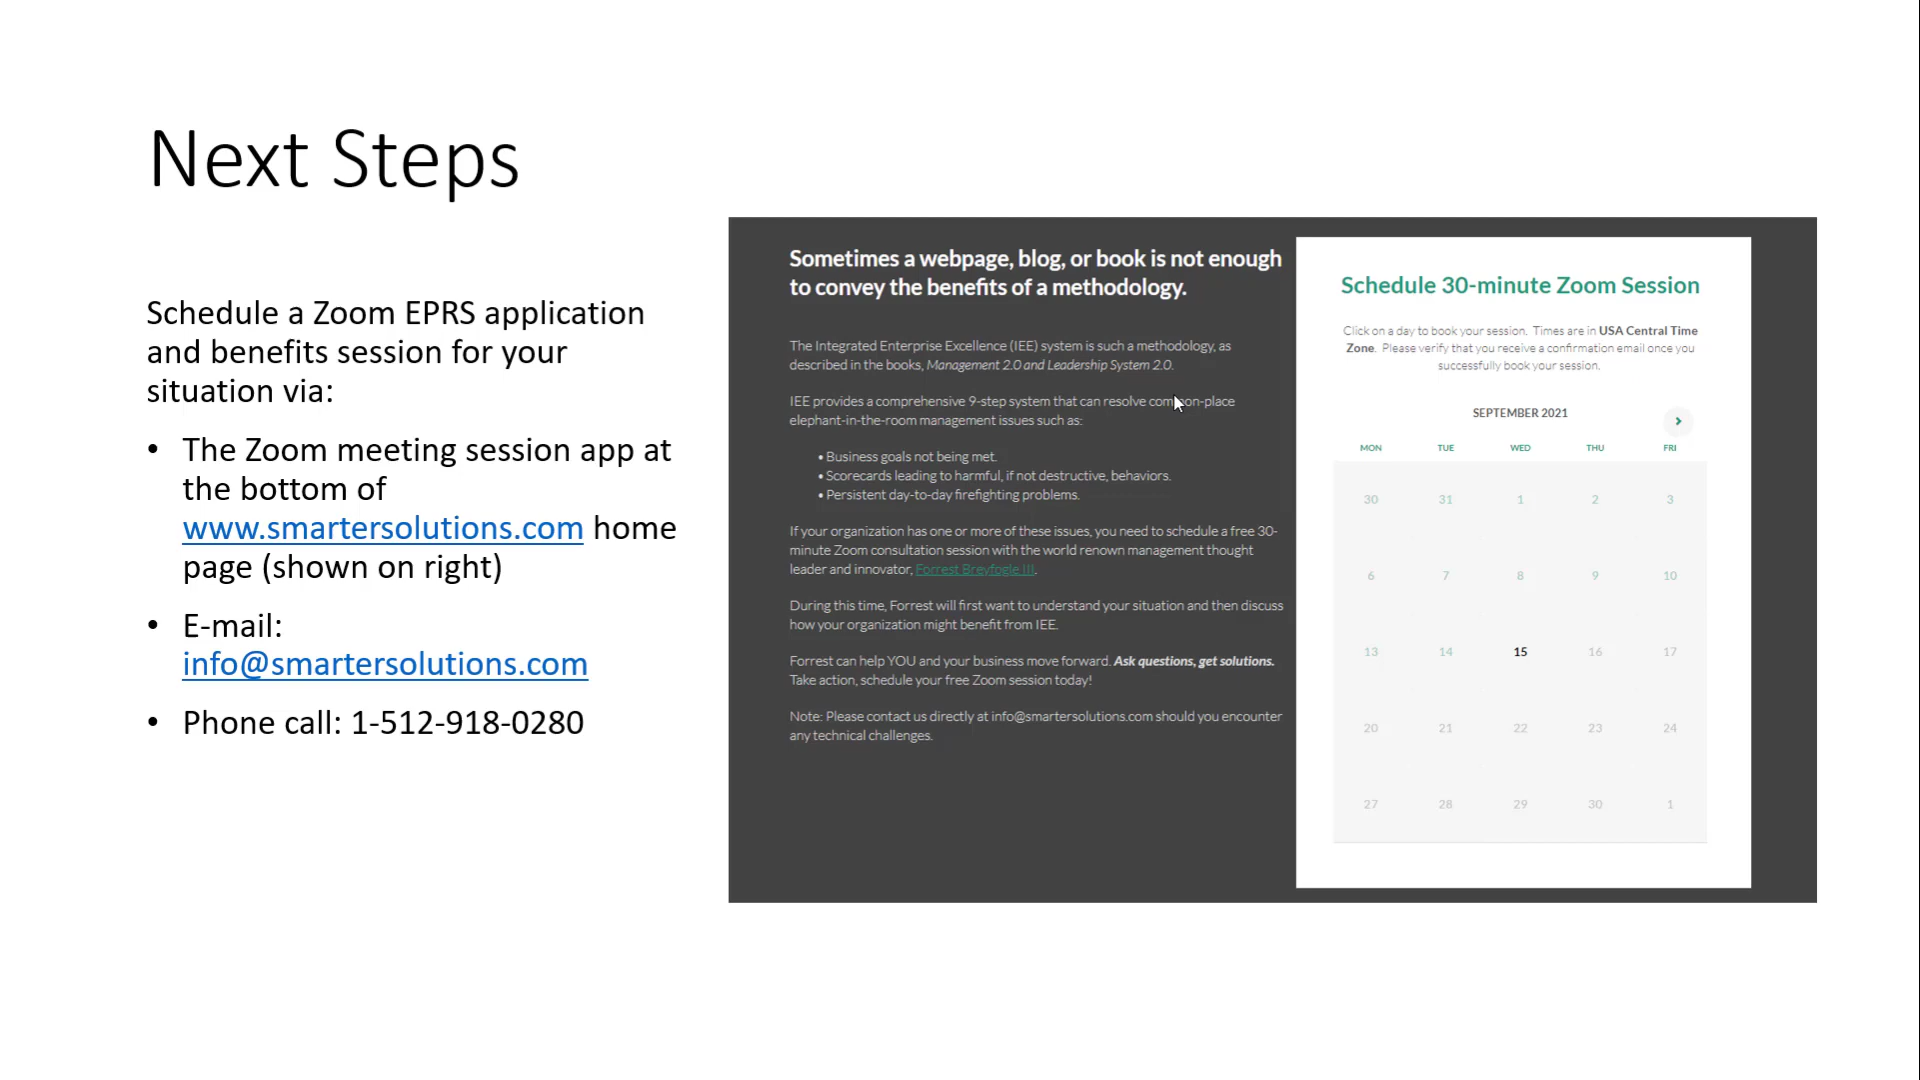 Next Steps
Schedule a Zoom EPRS application
and benefits session for your
situation via:
• The Zoom meeting session app at
the bottom of
www.smartersolutions.com home
page (shown on right)
• E-mail:
info@smartersolutions.com
• Phone call: 1-512-918-0280
Sometimes a webpage, blog, or book is not enough
to convey the benefits of a methodology.
The Integrated Enterprise Excellence (IEE) system is such a methodology, as
described in the books, Management 2.0 and Leadership System 2.0.
IEE provides a comprehensive 9-step system that can resolve common-place
elephant-in-the-room management issues such as:
• Business goals not being met.
• Scorecards leading to harmful, if not destructive, behaviors.
• Persistent day-to-day firefighting problems.
If your organization has one or more of these issues, you need to schedule a free 30-
minute Zoom consultation session with the world renown management thought
leader and innovator, Forrest Breyfogle III.
During this time, Forrest will first want to understand your situation and then discuss
how your organization might benefit from IEE.
Forrest can help YOU and your business move forward. Ask questions, get solutions.
Take action, schedule your free Zoom session today!
Note: Please contact us directly at info@smartersolutions.com should you encounter
any technical challenges.
Schedule 30-minute Zoom Session
Click on a day to book your session. Times are in USA Central Time
Zone. Please verify that you receive a confirmation email once you
successfully book your session.
SEPTEMBER 2021
MON TUE WED THU FRI
30 31 1 2 3
6 7 8 9 10
13 14 15 16 17
20 21 22 23 24
27 28 29 30 1